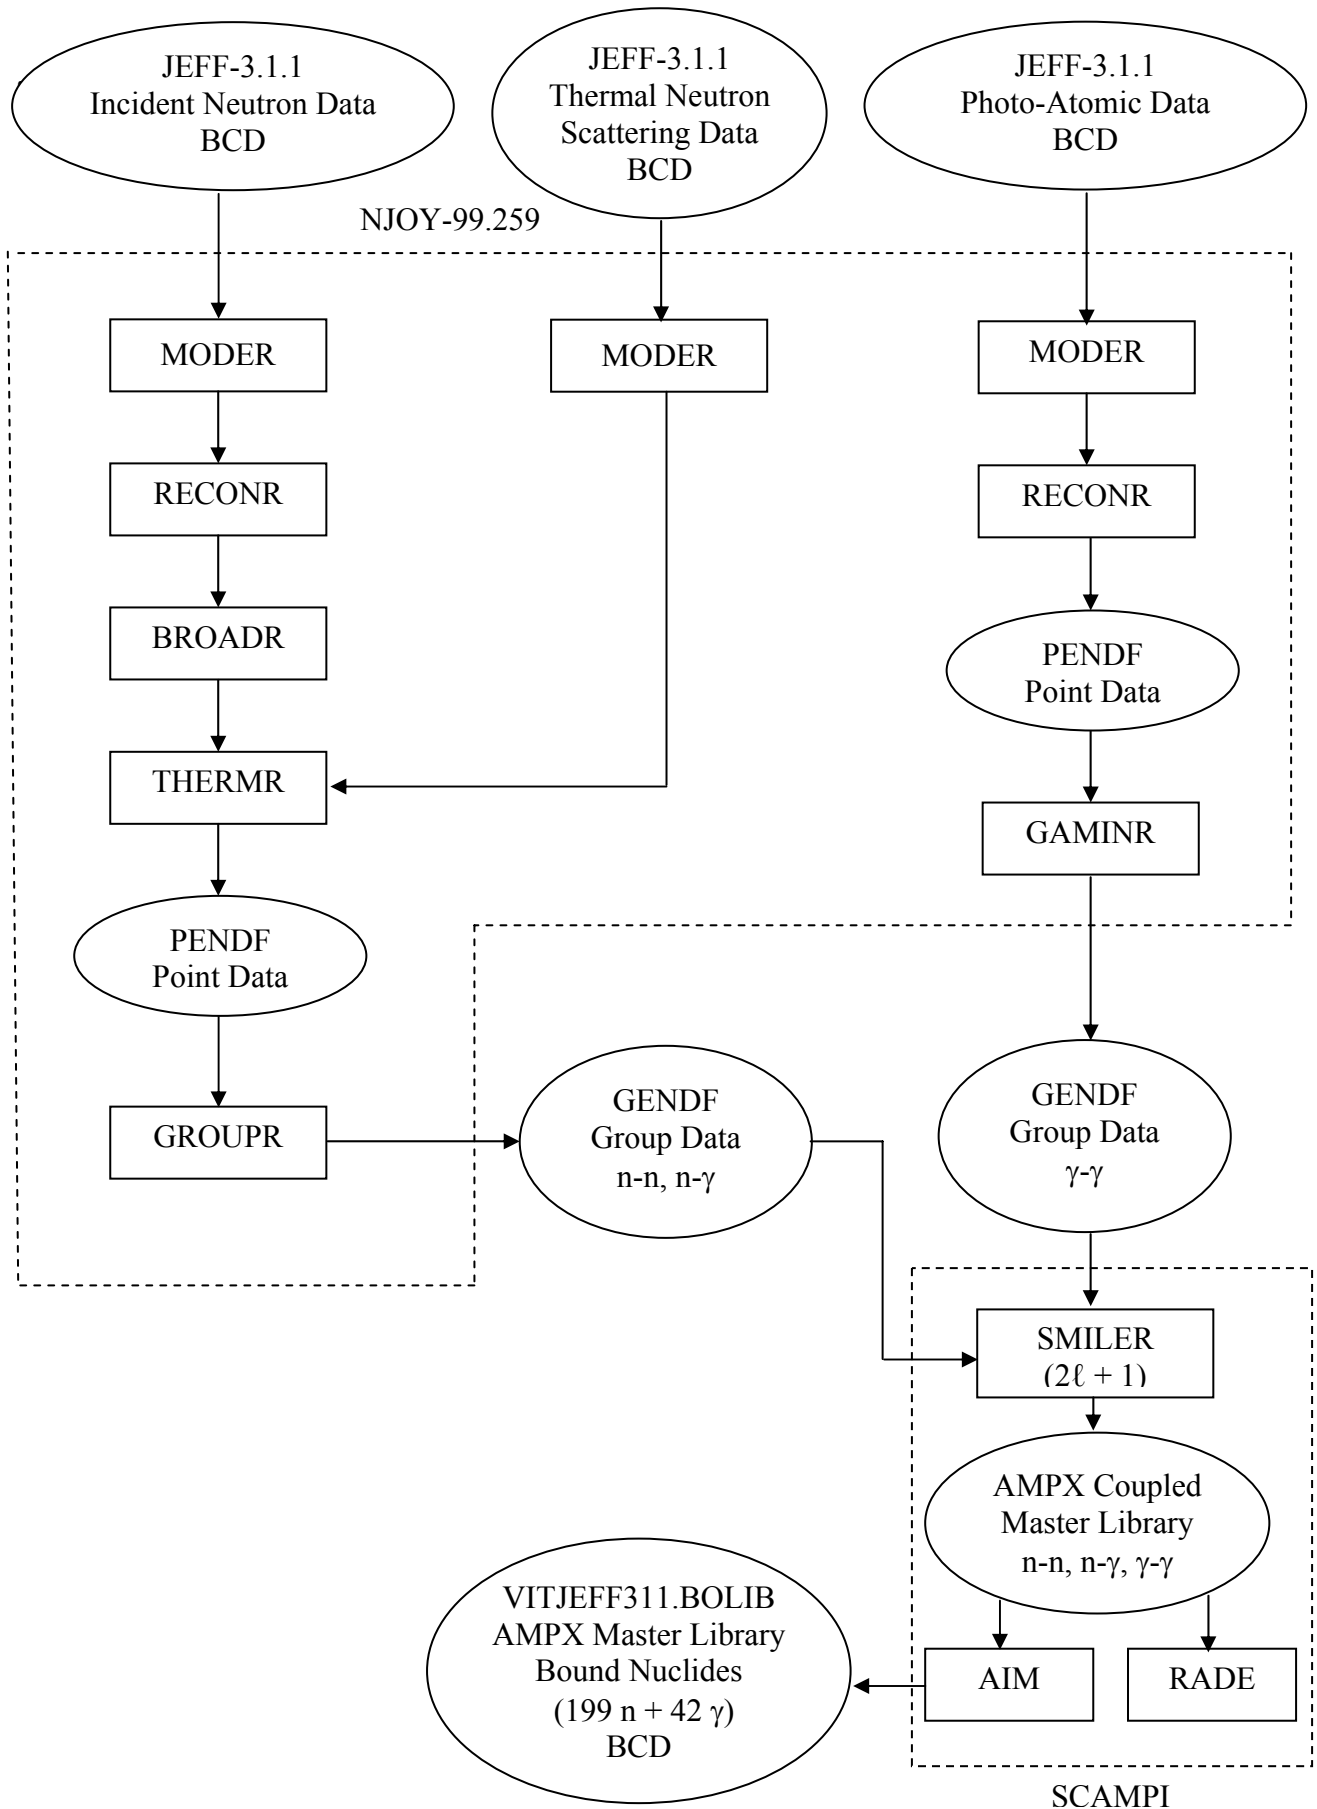 JEFF-3.1.1
Incident Neutron Data
BCD
JEFF-3.1.1
Thermal Neutron
Scattering Data
BCD
JEFF-3.1.1
Photo-Atomic Data
BCD
NJOY-99.259
MODER
MODER
MODER
RECONR
RECONR
BROADR
PENDF
Point Data
THERMR
GAMINR
PENDF
Point Data
GROUPR
GENDF
Group Data
n-n, n-γ
GENDF
Group Data
γ-γ
SMILER
(2ℓ + 1)
AMPX Coupled
Master Library
n-n, n-γ, γ-γ
VITJEFF311.BOLIB
AMPX Master Library
Bound Nuclides
(199 n + 42 γ)
BCD
AIM
RADE
SCAMPI